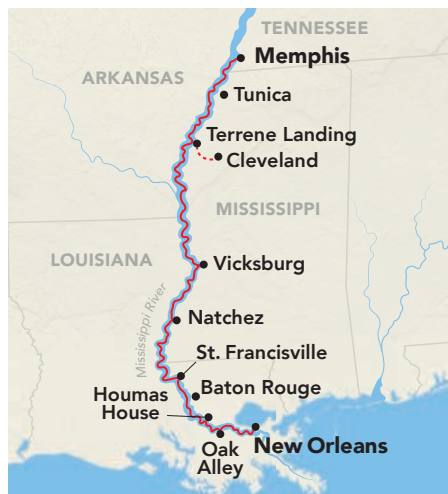 TENNESSEE
Memphis
ARKANSAS
Tunica
Terrene Landing
Cleveland
MISSISSIPPI
LOUISIANA
Vicksburg
Mississippi River
Natchez
St. Francisville
Houmas
House
Baton Rouge
Oak
Alley
New Orleans